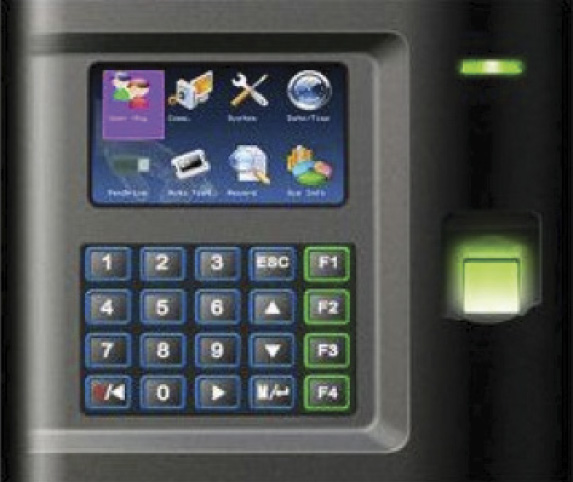 User Mng
Comm.
System
Date/Time
PenDrive
Auto Test
Record
Sys Info
1 2 3 ESC F1
4 5 6 ▲ F2
7 8 9 ▼ F3
/◀ 0 ▶ M/↵ F4